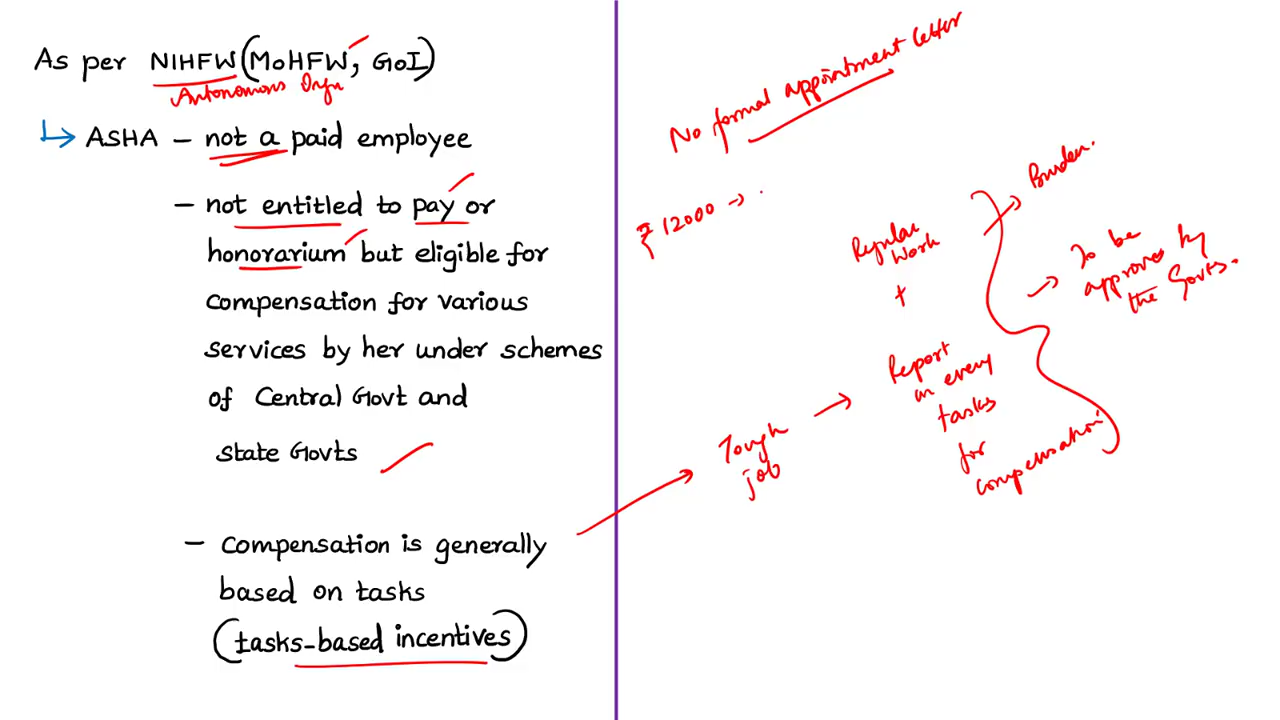 As per NIHFW (MoHFW, GoI)
Autonomous Orgn
↳ ASHA - not a paid employee
- not entitled to pay or
honorarium but eligible for
compensation for various
services by her under schemes
of Central Govt and
State Govts
- Compensation is generally
based on tasks
(tasks-based incentives)
No formal appointment letter
₹ 12000 →
Regular
Work
+
Report
on every
tasks
for
compensation
Tough
job
→ Burden.
→ To be
approved by
the Govts.